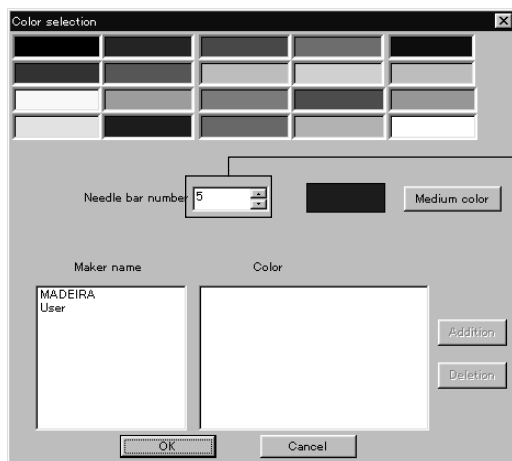 Color selection
Needle bar number 5
Medium color
Maker name Color
MADEIRA
User
Addition
Deletion
OK Cancel